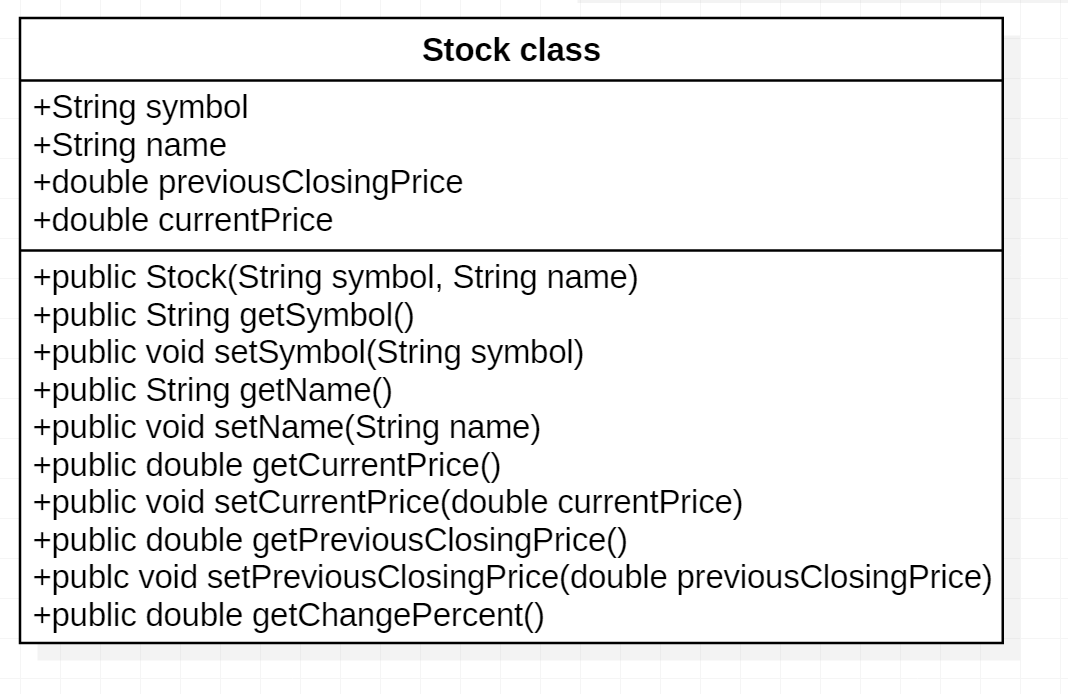 Stock class
+String symbol
+String name
+double previousClosingPrice
+double currentPrice
+public Stock(String symbol, String name)
+public String getSymbol()
+public void setSymbol(String symbol)
+public String getName()
+public void setName(String name)
+public double getCurrentPrice()
+public void setCurrentPrice(double currentPrice)
+public double getPreviousClosingPrice()
+publc void setPreviousClosingPrice(double previousClosingPrice)
+public double getChangePercent()